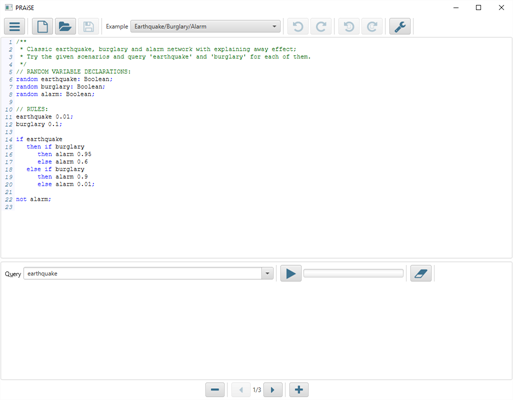 PRAiSE
Example Earthquake/Burglary/Alarm
1 /**
2 * Classic earthquake, burglary and alarm network with explaining away effect;
3 * Try the given scenarios and query 'earthquake' and 'burglary' for each of them.
4 */
5 // RANDOM VARIABLE DECLARATIONS:
6 random earthquake: Boolean;
7 random burglary: Boolean;
8 random alarm: Boolean;
9
10 // RULES:
11 earthquake 0.01;
12 burglary 0.1;
13
14 if earthquake
15 then if burglary
16 then alarm 0.95
17 else alarm 0.6
18 else if burglary
19 then alarm 0.9
20 else alarm 0.01;
21
22 not alarm;
23
Query earthquake
1/3